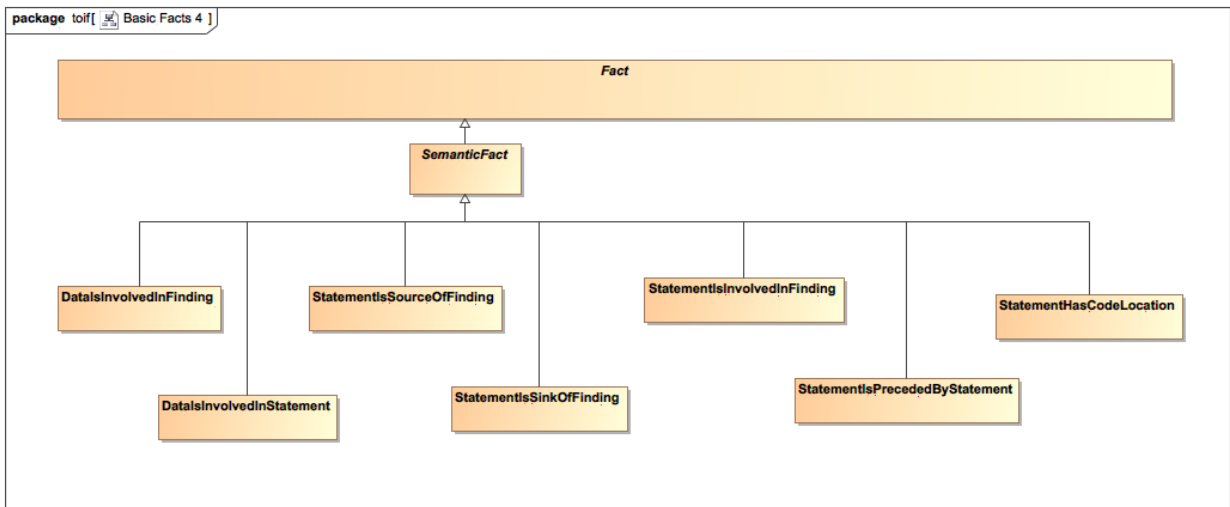 package toif[ Basic Facts 4 ]
Fact
SemanticFact
DataIsInvolvedInFinding
StatementIsSourceOfFinding
StatementIsInvolvedInFinding
StatementHasCodeLocation
DataIsInvolvedInStatement
StatementIsSinkOfFinding
StatementIsPrecededByStatement